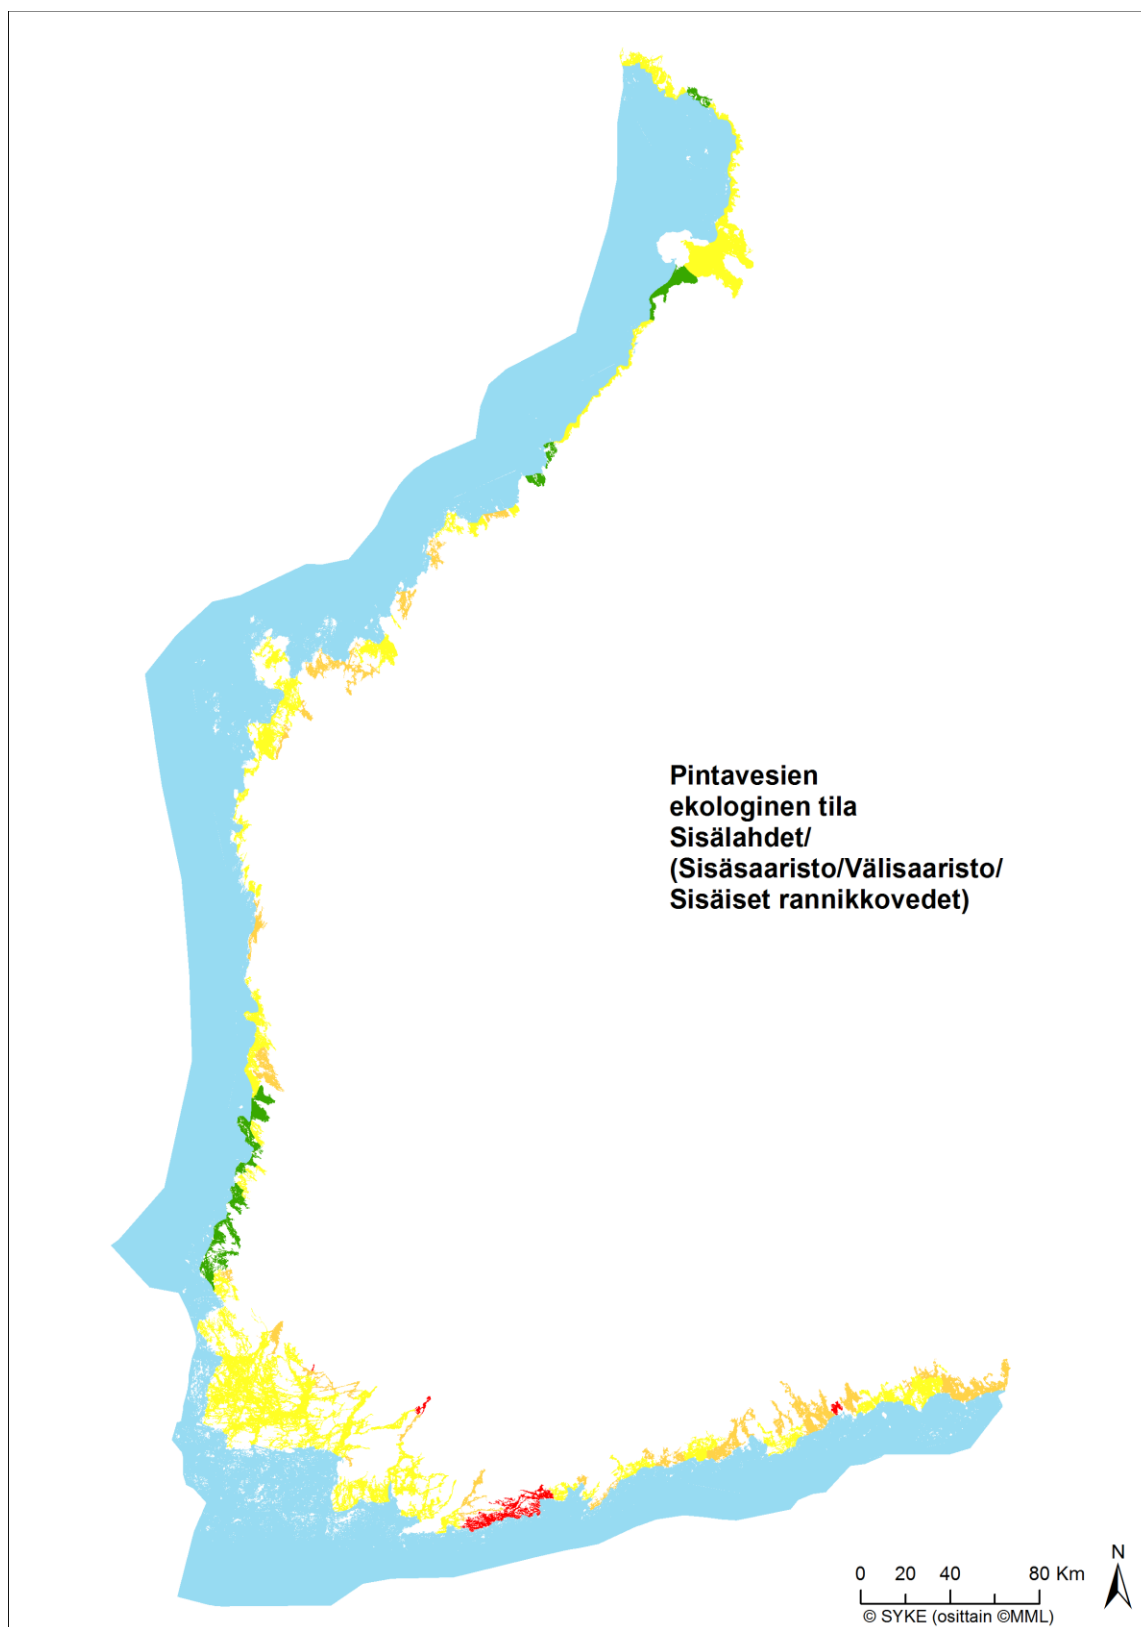 Pintavesien
ekologinen tila
Sisälahdet/
(Sisäsaaristo/Välisaaristo/
Sisäiset rannikkovedet)
N
0 20 40 80 Km
© SYKE (osittain ©MML)